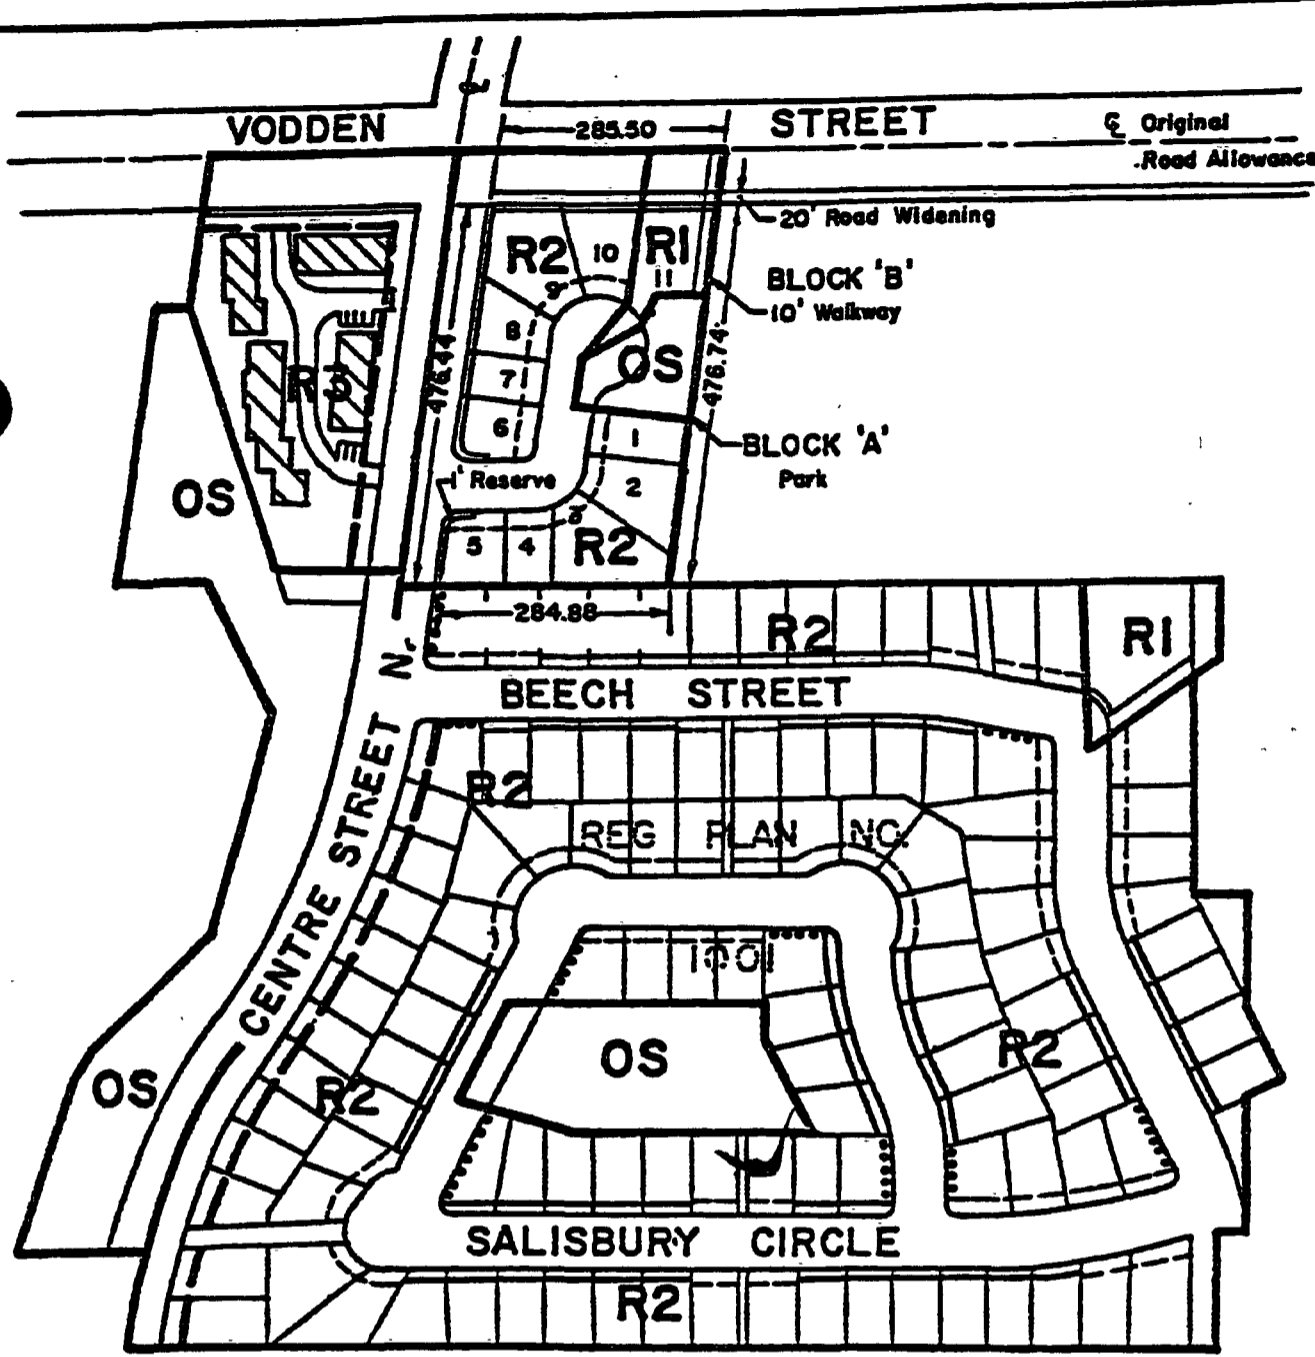 VODDEN STREET
285.50
℄ Original
Road Allowance
20' Road Widening
R2
10
R1
11
BLOCK 'B'
10' Walkway
9
8
7
6
OS
476.44
476.74
BLOCK 'A'
Park
1
2
3
1' Reserve
5
4
R2
OS
284.88
R2
R1
BEECH STREET
CENTRE STREET N.
R2
REG PLAN NO.
1001
OS
R2
R2
OS
SALISBURY CIRCLE
R2